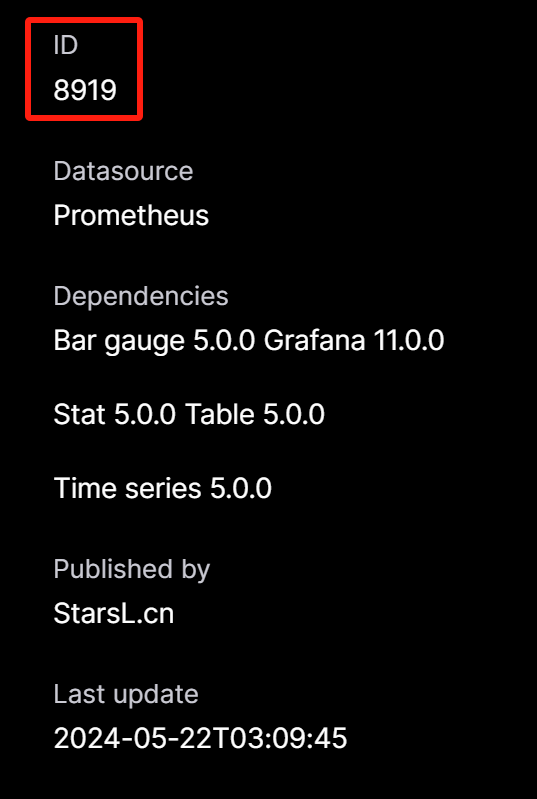 ID
8919
Datasource
Prometheus
Dependencies
Bar gauge 5.0.0 Grafana 11.0.0
Stat 5.0.0 Table 5.0.0
Time series 5.0.0
Published by
StarsL.cn
Last update
2024-05-22T03:09:45